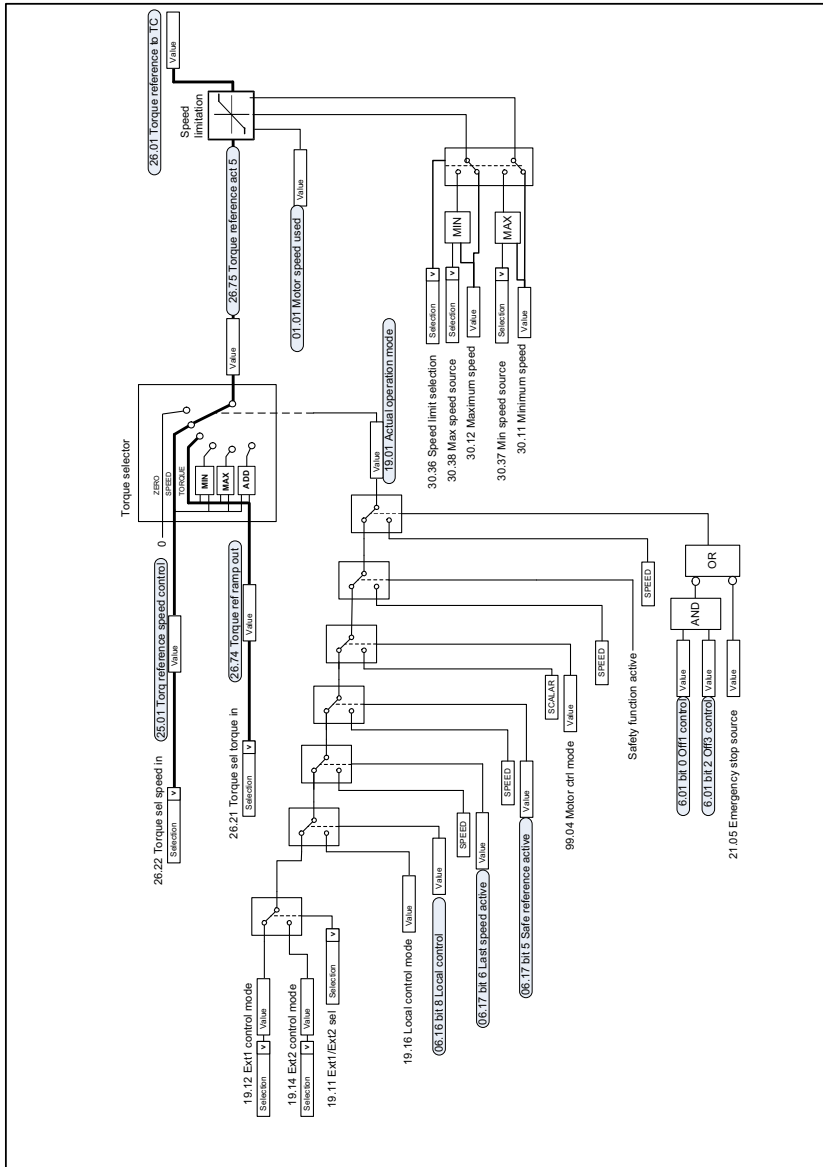 26.22 Torque sel speed in
Selection
v
25.01 Torq reference speed control
Value
26.21 Torque sel torque in
Selection
v
26.74 Torque ref ramp out
Value
Torque selector
0
ZERO
SPEED
TORQUE
MIN
MAX
ADD
Value
26.75 Torque reference act 5
Speed
limitation
26.01 Torque reference to TC
Value
Value
01.01 Motor speed used
19.12 Ext1 control mode
Selection
v
Value
19.14 Ext2 control mode
Selection
v
Value
19.11 Ext1/Ext2 sel
Selection
v
19.16 Local control mode
Value
06.16 bit 8 Local control
Value
SPEED
06.17 bit 6 Last speed active
Value
SPEED
06.17 bit 5 Safe reference active
Value
SCALAR
99.04 Motor ctrl mode
Value
SPEED
Safety function active
SPEED
Value
19.01 Actual operation mode
6.01 bit 0 Off1 control
Value
6.01 bit 2 Off3 control
Value
AND
OR
21.05 Emergency stop source
Value
30.36 Speed limit selection
Selection
v
30.38 Max speed source
Selection
v
MIN
30.12 Maximum speed
Value
30.37 Min speed source
Selection
v
MAX
30.11 Minimum speed
Value